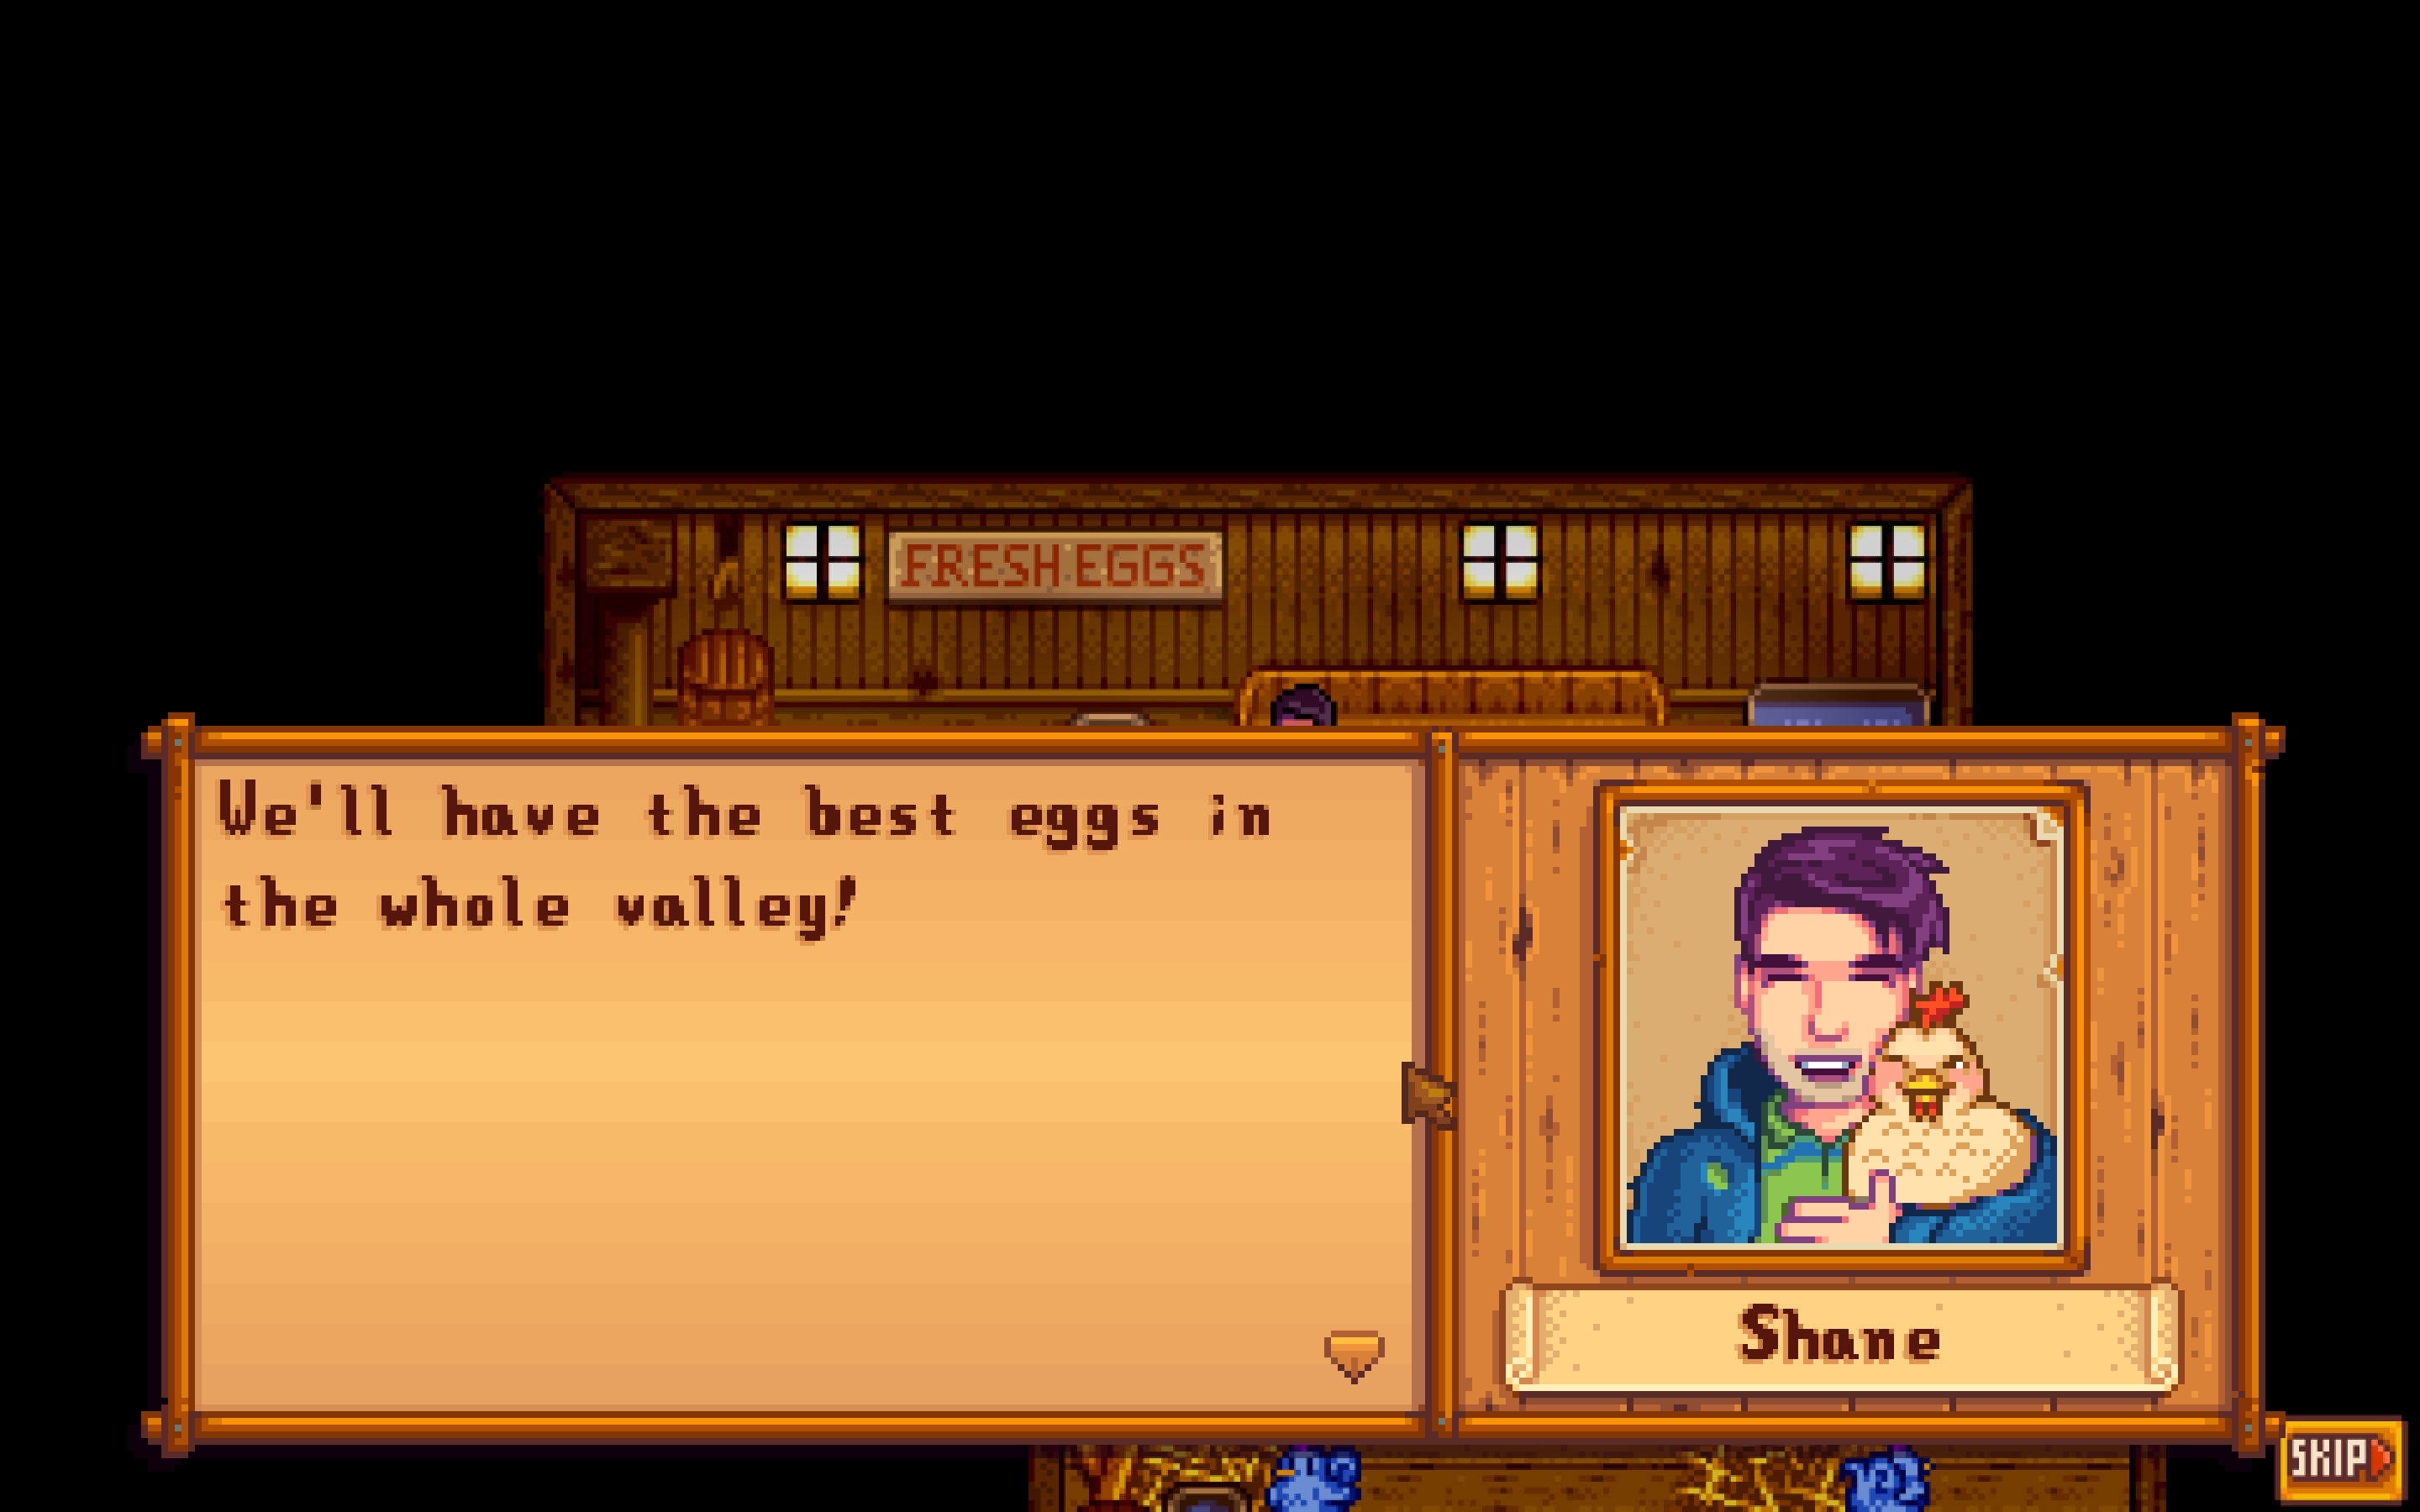 FRESH EGGS
We'll have the best eggs in
the whole valley!
Shane
SKIP